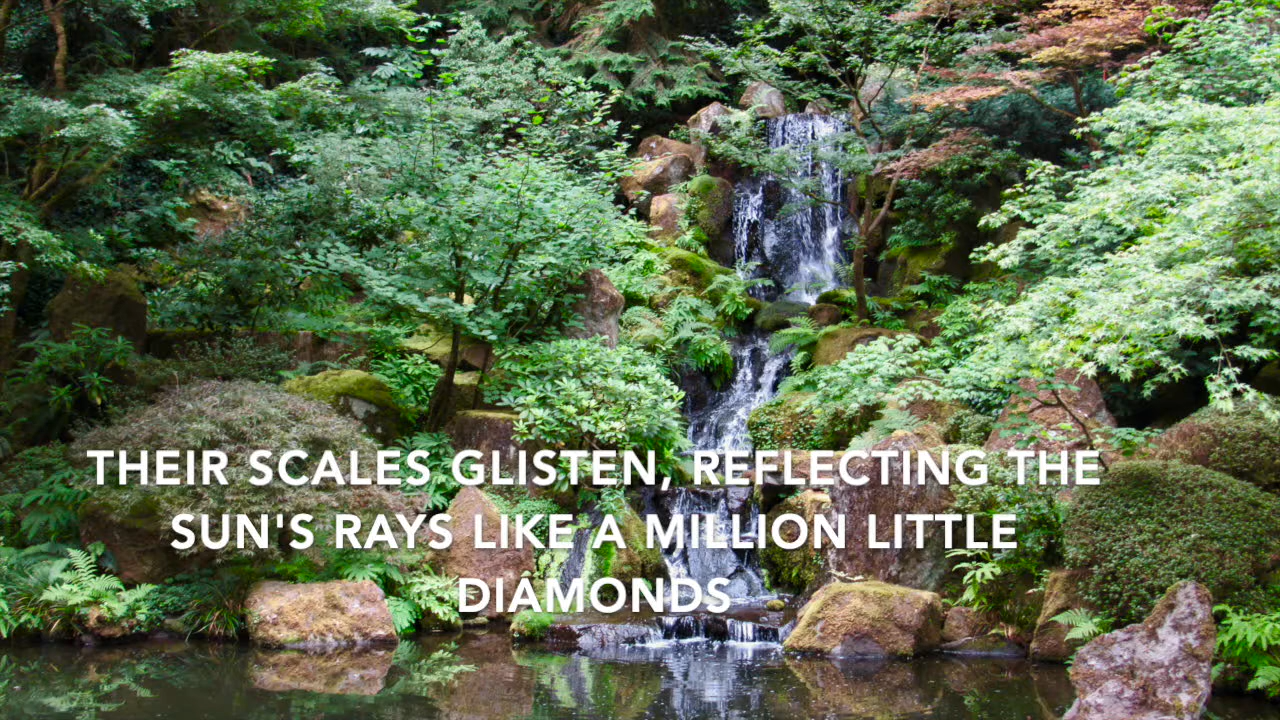 THEIR SCALES GLISTEN, REFLECTING THE
SUN'S RAYS LIKE A MILLION LITTLE
DIAMONDS